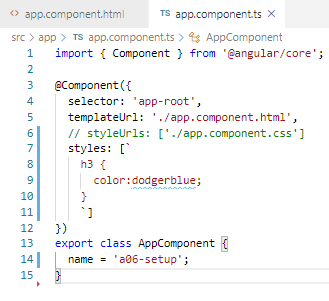 app.component.html
TS app.component.ts ×
src > app > TS app.component.ts > AppComponent
1 import { Component } from '@angular/core';
2
3 @Component({
4 selector: 'app-root',
5 templateUrl: './app.component.html',
6 // styleUrls: ['./app.component.css']
7 styles: [`
8 h3 {
9 color:dodgerblue;
10 }
11 `]
12 })
13 export class AppComponent {
14 name = 'a06-setup';
15 }